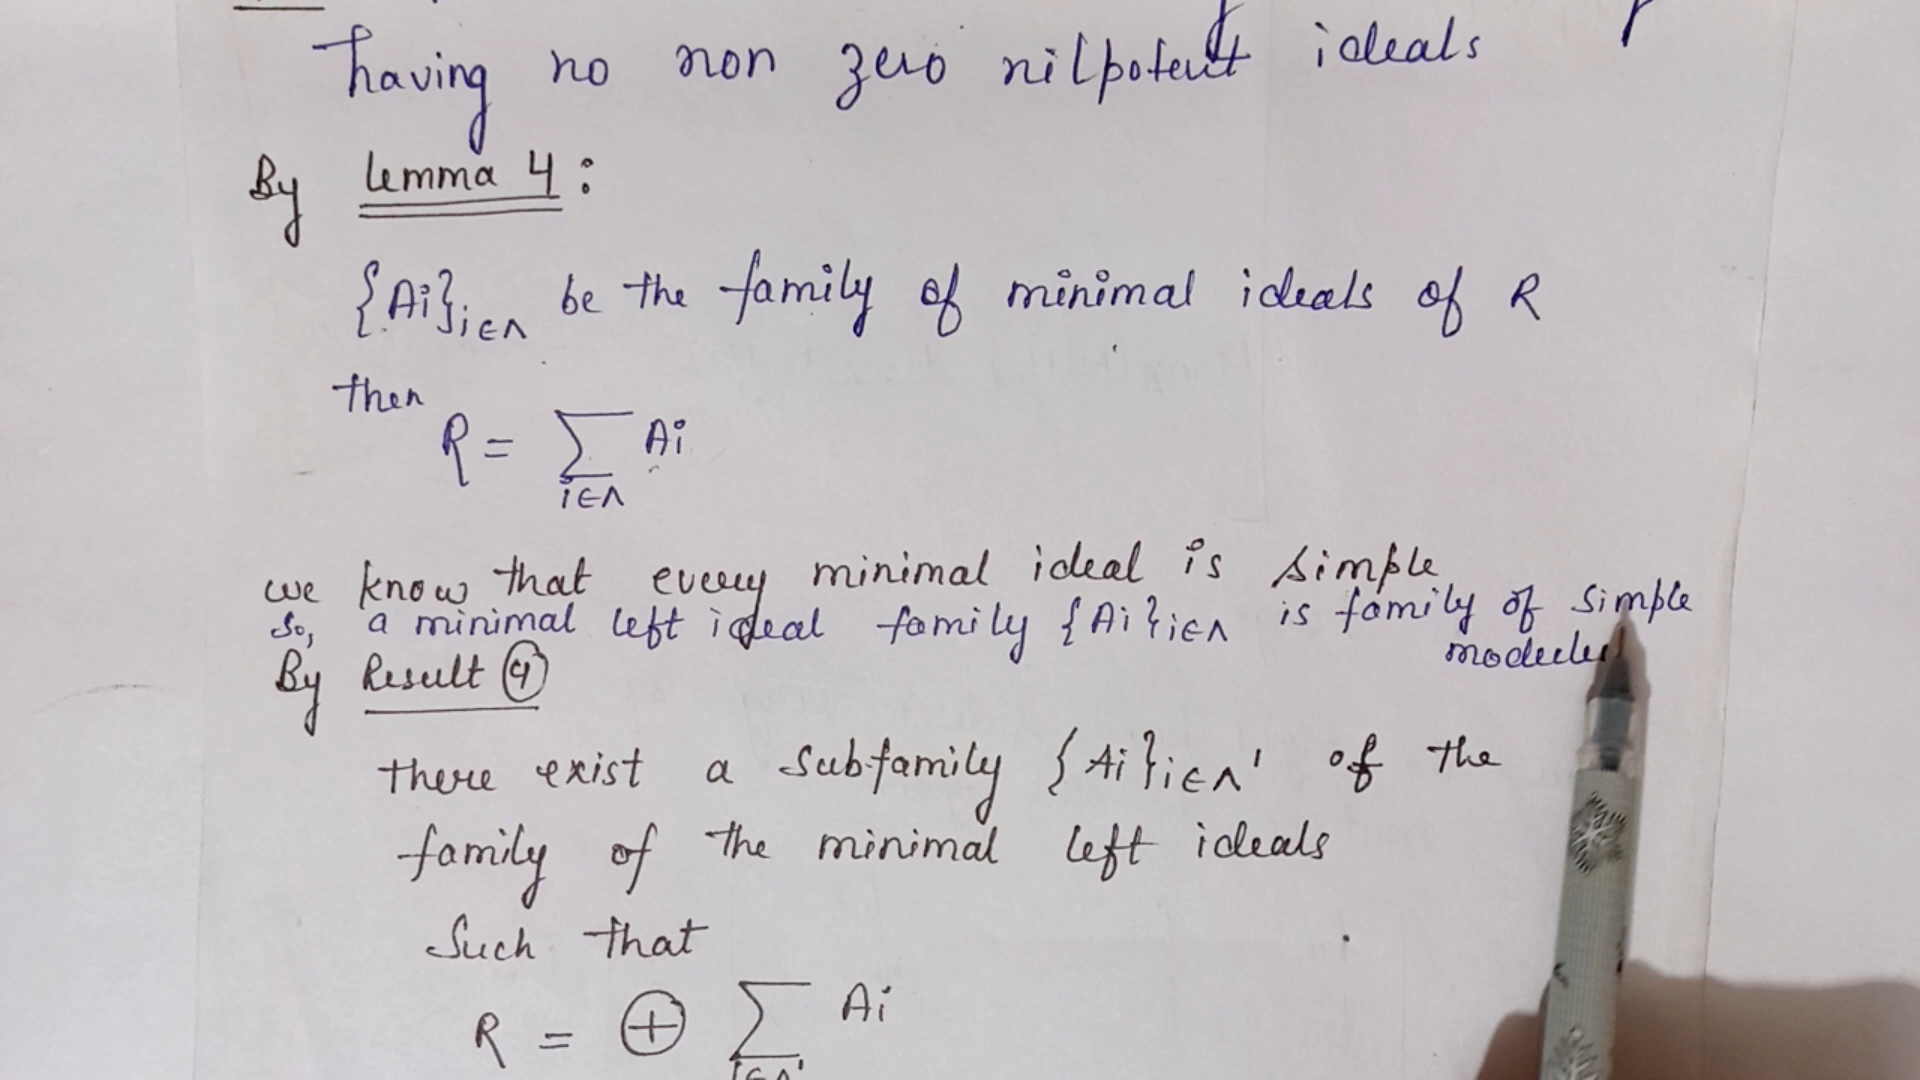 having no non zero nilpotent ideals
By Lemma 4 :
{Ai}i∈Λ be the family of minimal ideals of R
then
R = ∑ Ai
i∈Λ
we know that every minimal ideal is simple
so, a minimal left ideal family {Ai}i∈Λ is family of simple
modules
By Result ④
there exist a subfamily {Ai}i∈Λ' of the
family of the minimal left ideals
Such that
R = ⊕ ∑ Ai
i∈Λ'